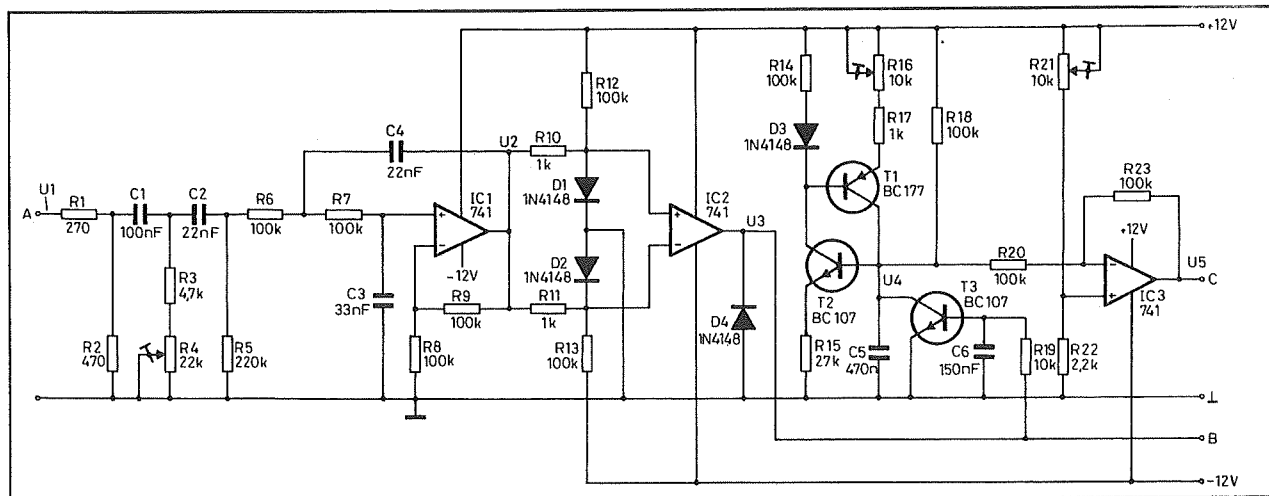 +12V
R12
100k
R14
100k
R16
10k
R21
10k
C4
22nF
U2
R10
1k
D3
1N4148
R17
1k
R18
100k
R23
100k
T1
BC177
U1
A
R1
270
C1
100nF
C2
22nF
R6
100k
R7
100k
+
-
IC1
741
-12V
D1
1N4148
+
-
IC2
741
U3
D2
1N4148
R3
4,7k
R9
100k
R11
1k
C3
33nF
T2
BC107
U4
R20
100k
+12V
-
+
IC3
741
U5
C
T3
BC107
D4
1N4148
R2
470
R4
22k
R5
220k
R8
100k
R13
100k
R15
27k
C5
470n
C6
150nF
R19
10k
R22
2,2k
⊥
B
-12V